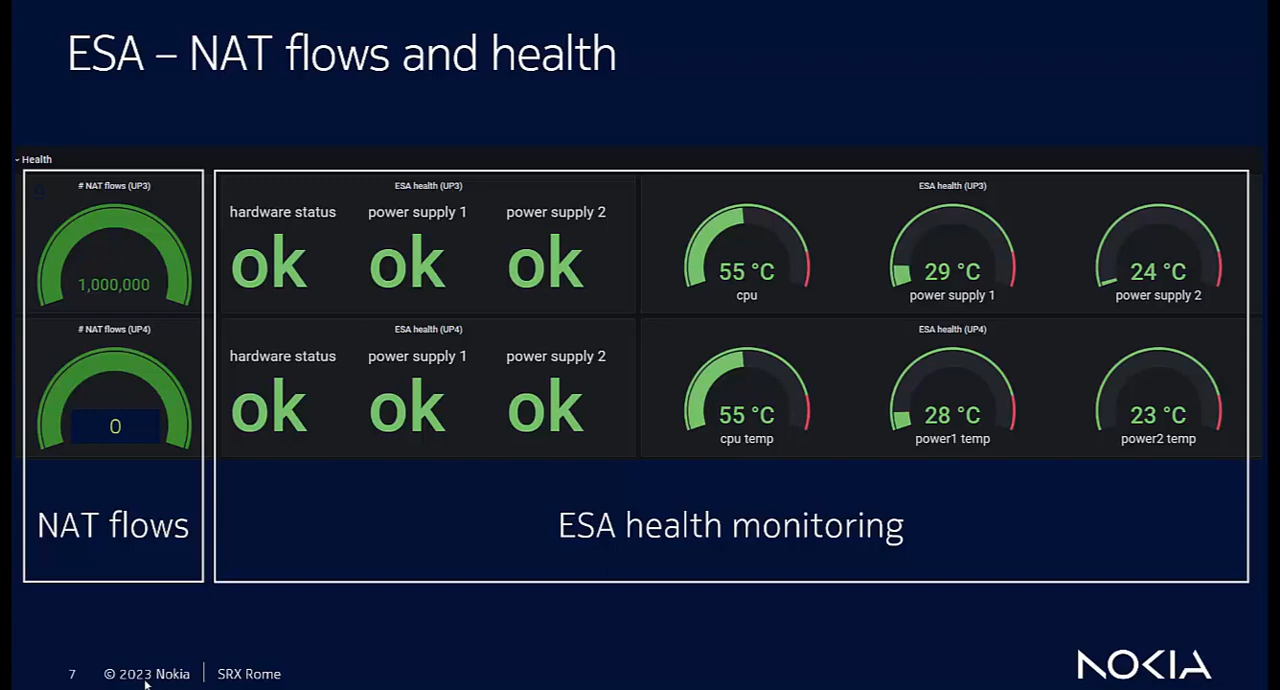 ESA – NAT flows and health
Health
# NAT flows (UP3)
1,000,000
ESA health (UP3)
hardware status power supply 1 power supply 2
ok ok ok
ESA health (UP3)
55 °C 29 °C 24 °C
cpu power supply 1 power supply 2
# NAT flows (UP4)
0
ESA health (UP4)
hardware status power supply 1 power supply 2
ok ok ok
ESA health (UP4)
55 °C 28 °C 23 °C
cpu temp power1 temp power2 temp
NAT flows
ESA health monitoring
7 © 2023 Nokia SRX Rome
NOKIA